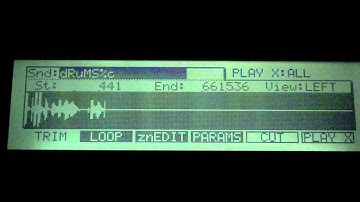 Snd:dRuMS%c PLAY X:ALL
St: 441 End: 661536 View:LEFT
TRIM LOOP znEDIT PARAMS CUT PLAY X